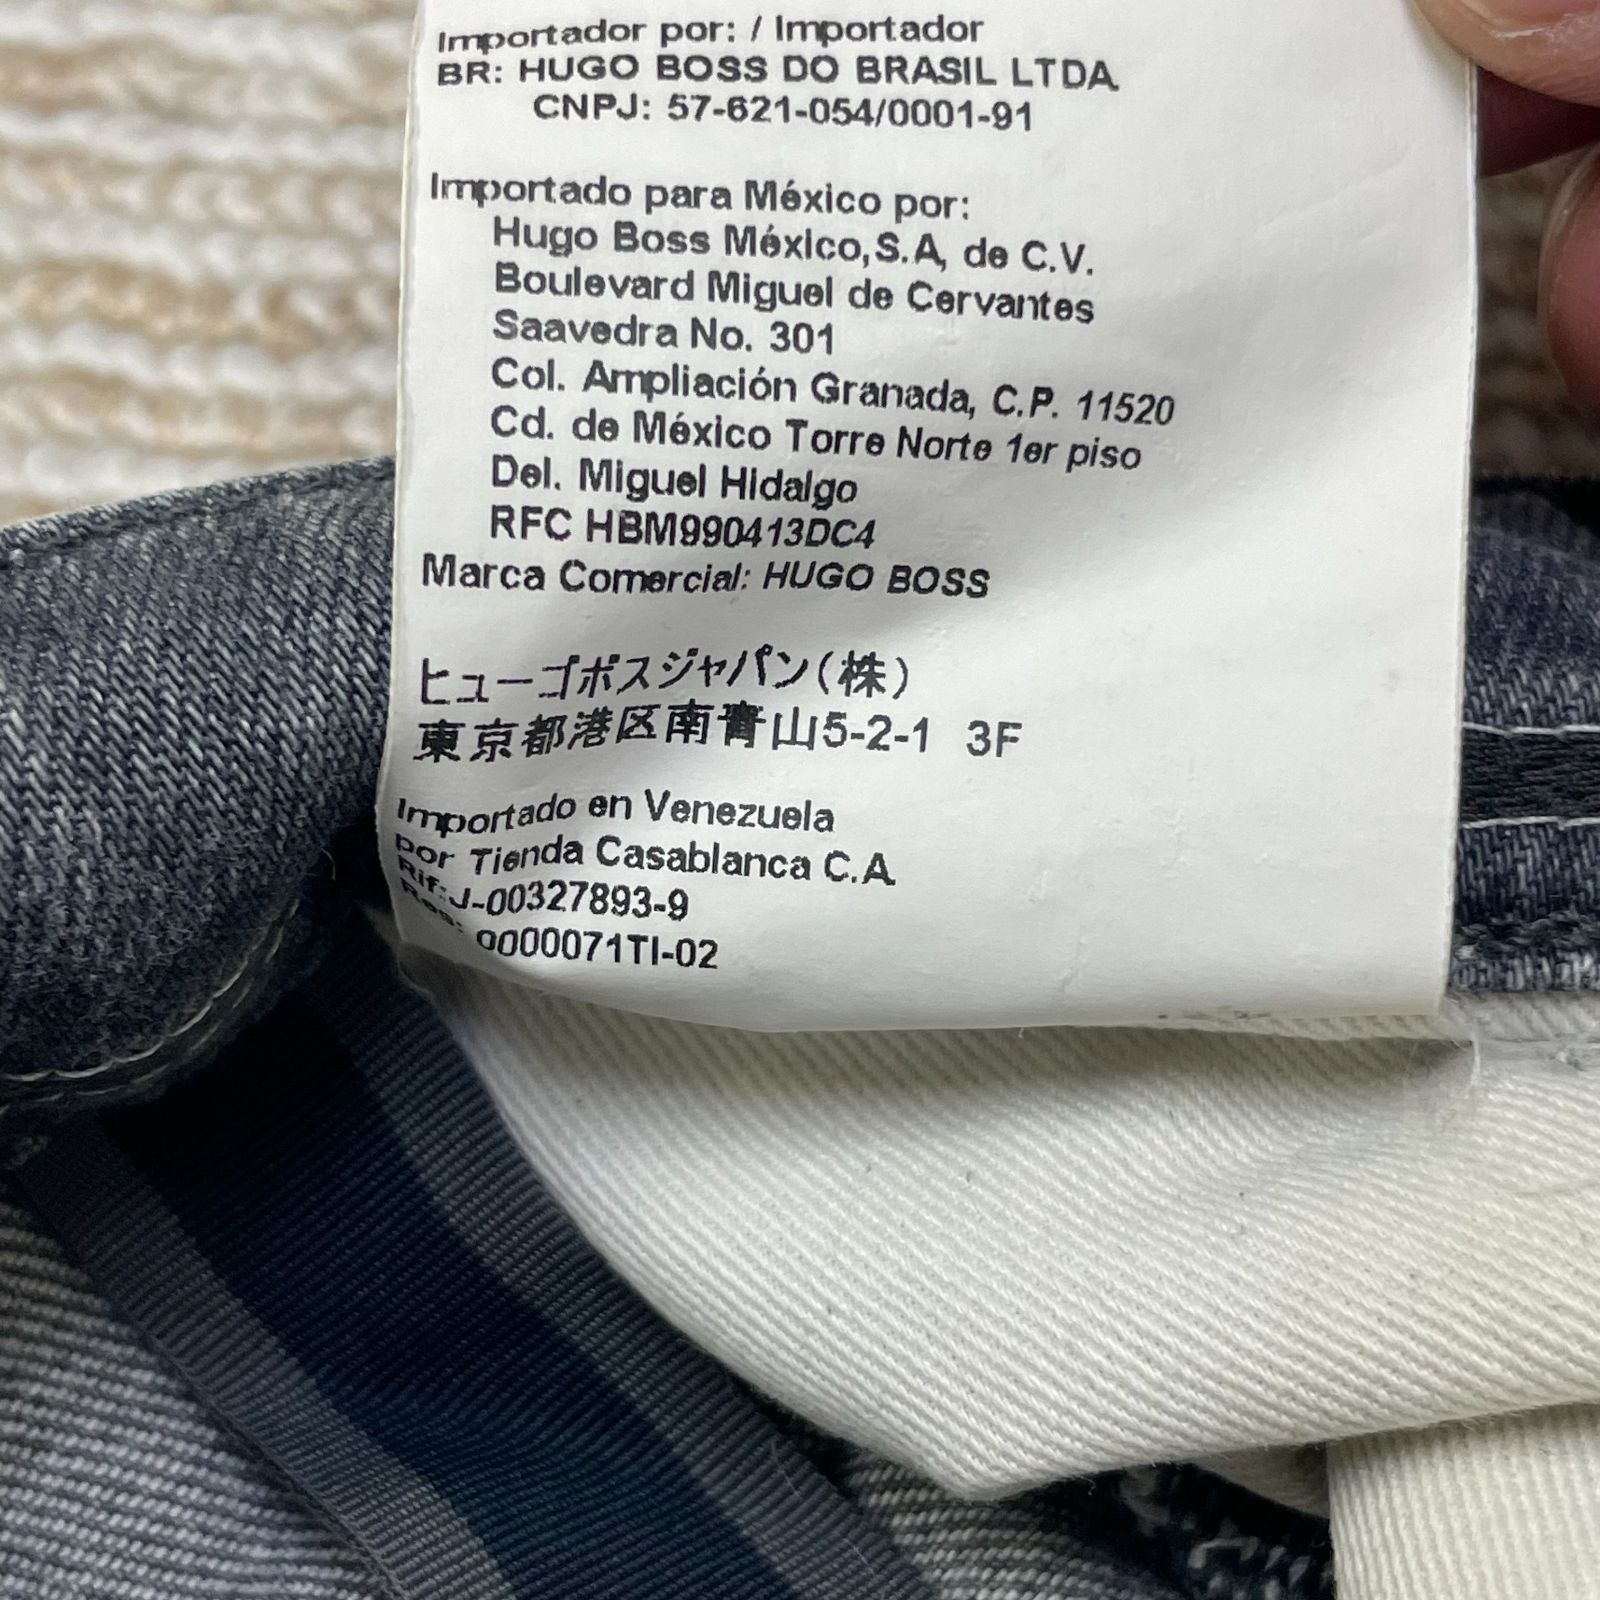 Importador por: / Importador
BR: HUGO BOSS DO BRASIL LTDA
CNPJ: 57-621-054/0001-91
Importado para México por:
Hugo Boss México,S.A, de C.V.
Boulevard Miguel de Cervantes
Saavedra No. 301
Col. Ampliación Granada, C.P. 11520
Cd. de México Torre Norte 1er piso
Del. Miguel Hidalgo
RFC HBM990413DC4
Marca Comercial: HUGO BOSS
ヒューゴボスジャパン(株)
東京都港区南青山5-2-1 3F
Importado en Venezuela
por Tienda Casablanca C.A.
Rif:J-00327893-9
0000071TI-02